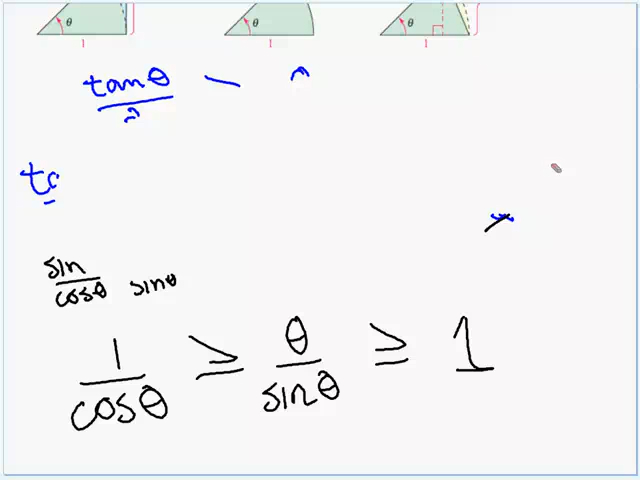 θ θ θ
1 1 1
tanθ —
2
sin
cosθ sinθ
1/cosθ ≥ θ/sinθ ≥ 1